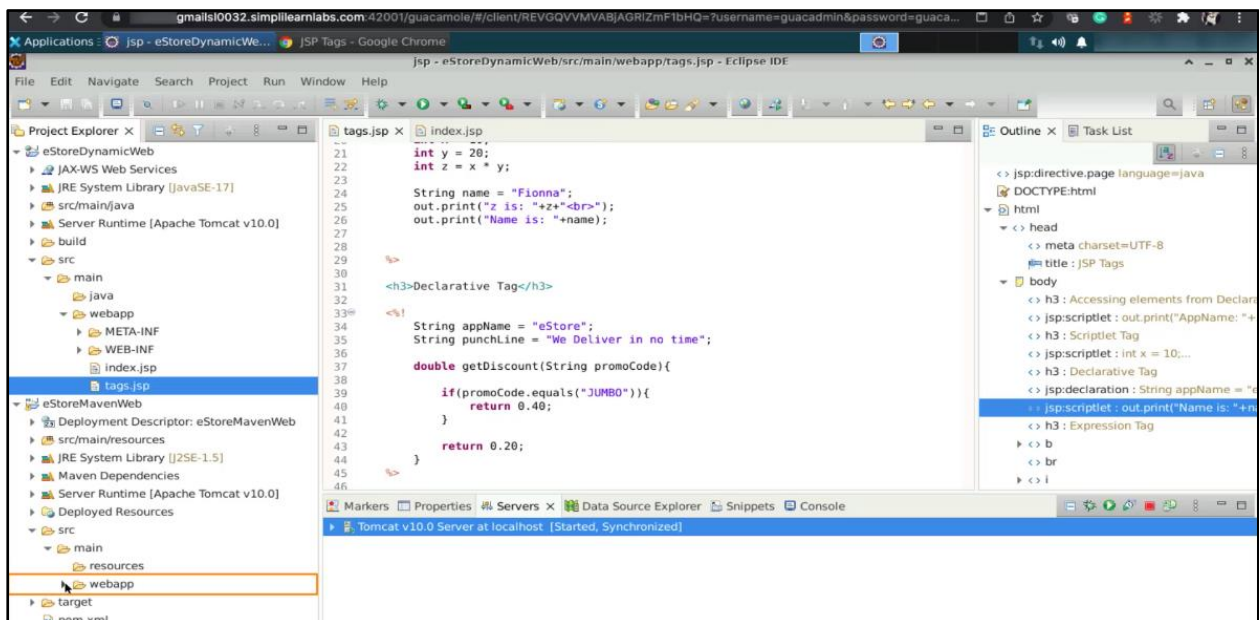 gmailsl0032.simplilearnlabs.com:42001/guacamole/#/client/REVGQVVMVABjAGRIZmF1bHQ=?username=guacadmin&password=guaca...
Applications : jsp - eStoreDynamicWe... JSP Tags - Google Chrome
jsp - eStoreDynamicWeb/src/main/webapp/tags.jsp - Eclipse IDE
File Edit Navigate Search Project Run Window Help
Project Explorer
eStoreDynamicWeb
JAX-WS Web Services
JRE System Library [JavaSE-17]
src/main/java
Server Runtime [Apache Tomcat v10.0]
build
src
main
java
webapp
META-INF
WEB-INF
index.jsp
tags.jsp
eStoreMavenWeb
Deployment Descriptor: eStoreMavenWeb
src/main/resources
JRE System Library [J2SE-1.5]
Maven Dependencies
Server Runtime [Apache Tomcat v10.0]
Deployed Resources
src
main
resources
webapp
target
pom.xml
tags.jsp index.jsp
21 int y = 20;
22 int z = x * y;
23
24 String name = "Fionna";
25 out.print("z is: "+z+"<br>");
26 out.print("Name is: "+name);
27
28
29 %>
30
31 <h3>Declarative Tag</h3>
32
33 <%!
34 String appName = "eStore";
35 String punchLine = "We Deliver in no time";
36
37 double getDiscount(String promoCode){
38
39 if(promoCode.equals("JUMBO")){
40 return 0.40;
41 }
42
43 return 0.20;
44 }
45 %>
46
Outline Task List
jsp:directive.page language=java
DOCTYPE:html
html
head
meta charset=UTF-8
title : JSP Tags
body
h3 : Accessing elements from Declara
jsp:scriptlet : out.print("AppName: "+
h3 : Scriptlet Tag
jsp:scriptlet : int x = 10;...
h3 : Declarative Tag
jsp:declaration : String appName = "e
jsp:scriptlet : out.print("Name is: "+na
h3 : Expression Tag
b
br
i
Markers Properties Servers Data Source Explorer Snippets Console
Tomcat v10.0 Server at localhost [Started, Synchronized]